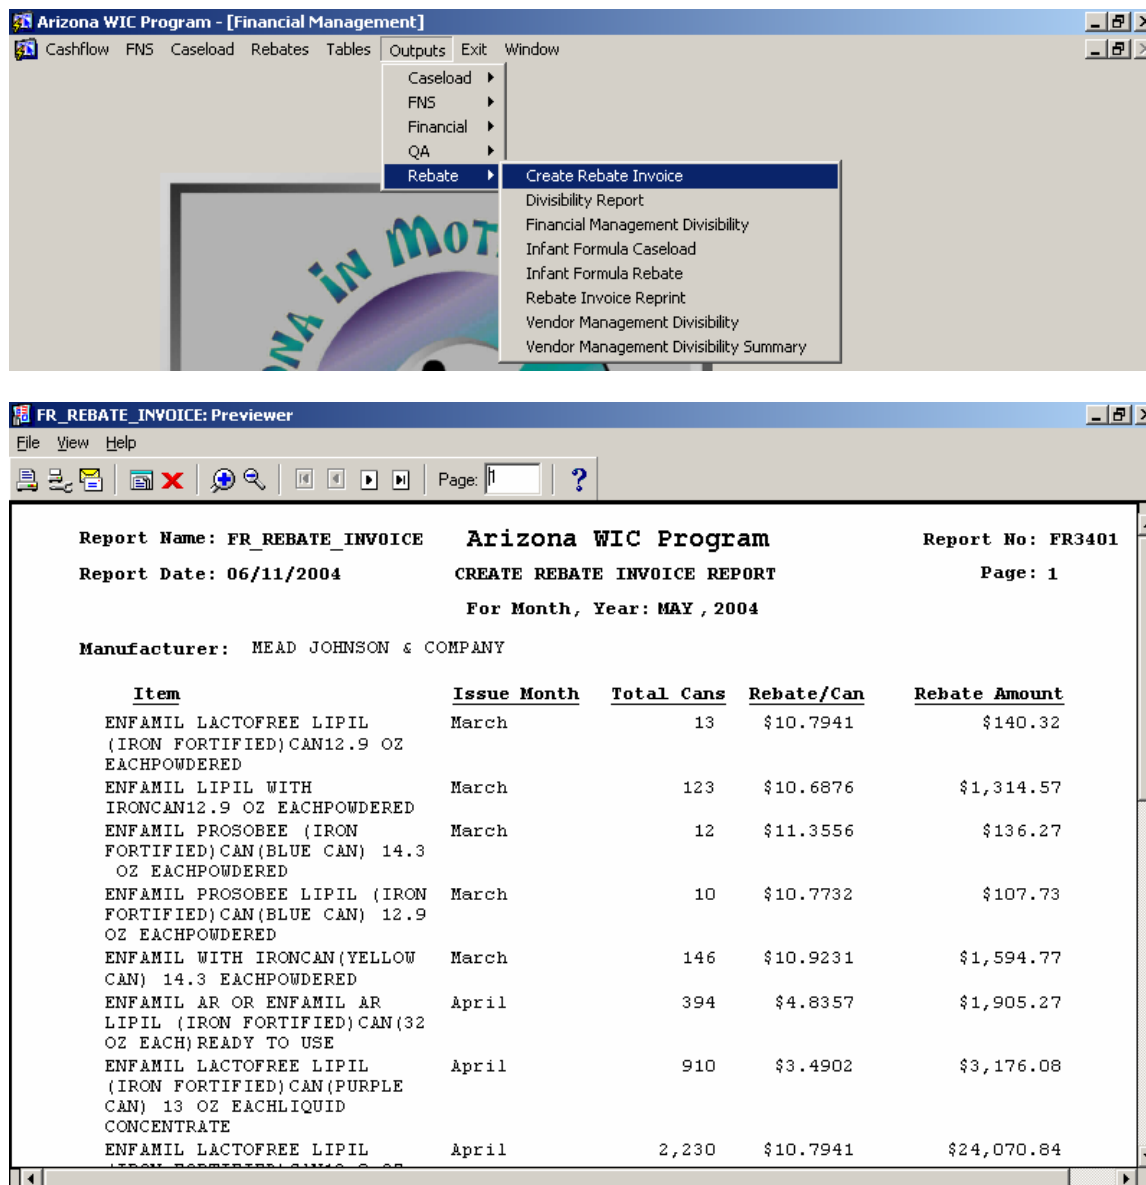 Arizona WIC Program - [Financial Management]
Cashflow FNS Caseload Rebates Tables Outputs Exit Window
Caseload
FNS
Financial
QA
Rebate
Create Rebate Invoice
Divisibility Report
Financial Management Divisibility
Infant Formula Caseload
Infant Formula Rebate
Rebate Invoice Reprint
Vendor Management Divisibility
Vendor Management Divisibility Summary
IN MOT
FR_REBATE_INVOICE: Previewer
File View Help
Page: 1
Report Name: FR_REBATE_INVOICE Arizona WIC Program Report No: FR3401
Report Date: 06/11/2004 CREATE REBATE INVOICE REPORT Page: 1
For Month, Year: MAY , 2004
Manufacturer: MEAD JOHNSON & COMPANY
Item Issue Month Total Cans Rebate/Can Rebate Amount
ENFAMIL LACTOFREE LIPIL March 13 $10.7941 $140.32
(IRON FORTIFIED)CAN12.9 OZ
EACHPOWDERED
ENFAMIL LIPIL WITH March 123 $10.6876 $1,314.57
IRONCAN12.9 OZ EACHPOWDERED
ENFAMIL PROSOBEE (IRON March 12 $11.3556 $136.27
FORTIFIED)CAN(BLUE CAN) 14.3
OZ EACHPOWDERED
ENFAMIL PROSOBEE LIPIL (IRON March 10 $10.7732 $107.73
FORTIFIED)CAN(BLUE CAN) 12.9
OZ EACHPOWDERED
ENFAMIL WITH IRONCAN(YELLOW March 146 $10.9231 $1,594.77
CAN) 14.3 EACHPOWDERED
ENFAMIL AR OR ENFAMIL AR April 394 $4.8357 $1,905.27
LIPIL (IRON FORTIFIED)CAN(32
OZ EACH)READY TO USE
ENFAMIL LACTOFREE LIPIL April 910 $3.4902 $3,176.08
(IRON FORTIFIED)CAN(PURPLE
CAN) 13 OZ EACHLIQUID
CONCENTRATE
ENFAMIL LACTOFREE LIPIL April 2,230 $10.7941 $24,070.84